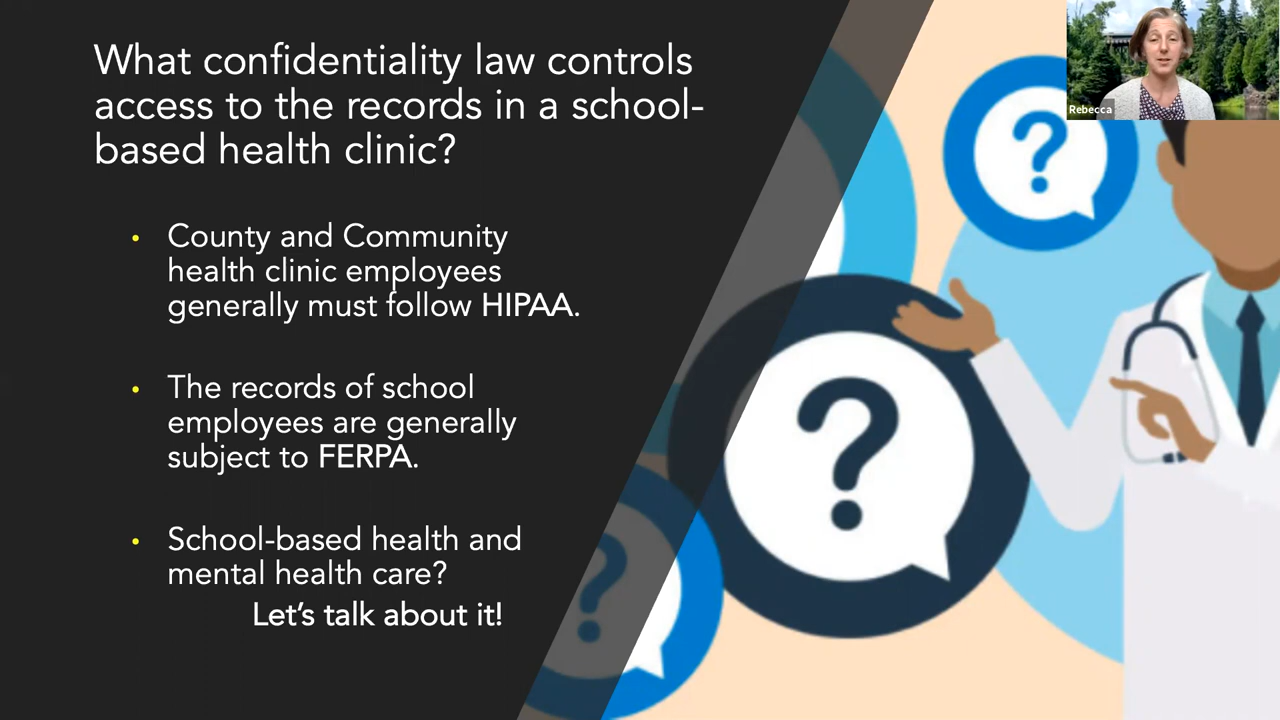 What confidentiality law controls
access to the records in a school-
based health clinic?
• County and Community
health clinic employees
generally must follow HIPAA.
• The records of school
employees are generally
subject to FERPA.
• School-based health and
mental health care?
Let's talk about it!
Rebecca
?
?
?